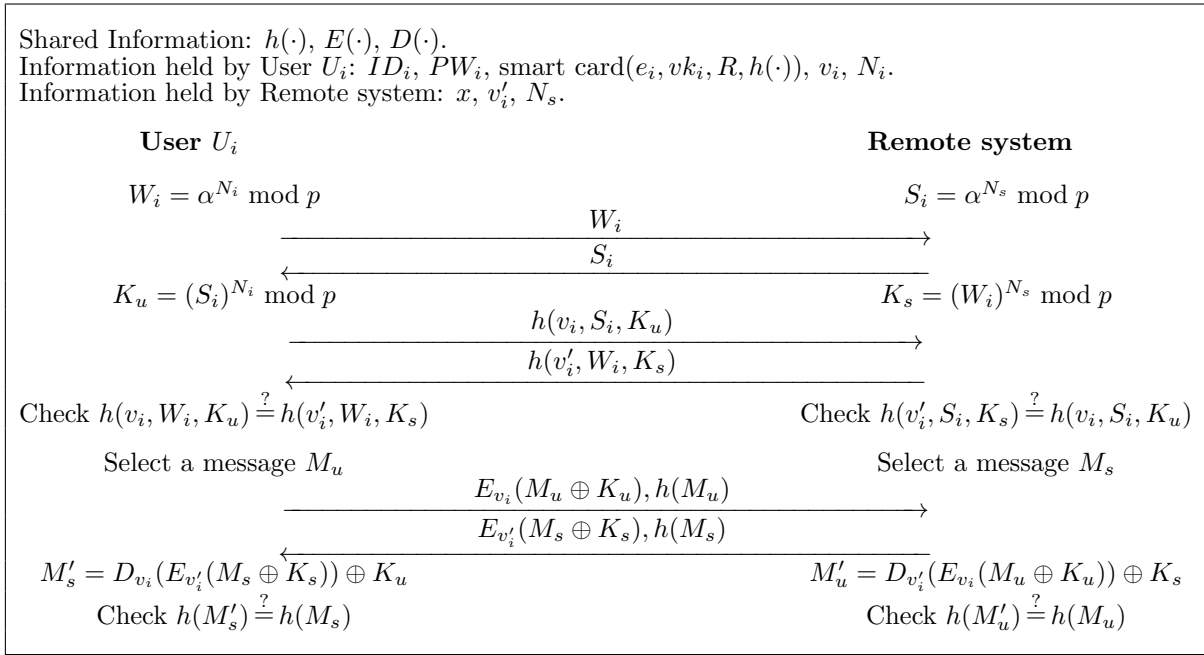 Shared Information: h(·), E(·), D(·).
Information held by User U_i: ID_i, PW_i, smart card(e_i, vk_i, R, h(·)), v_i, N_i.
Information held by Remote system: x, v′_i, N_s.
User U_i Remote system
W_i = α^{N_i} mod p S_i = α^{N_s} mod p
W_i
S_i
K_u = (S_i)^{N_i} mod p K_s = (W_i)^{N_s} mod p
h(v_i, S_i, K_u)
h(v′_i, W_i, K_s)
Check h(v_i, W_i, K_u) ≟ h(v′_i, W_i, K_s) Check h(v′_i, S_i, K_s) ≟ h(v_i, S_i, K_u)
Select a message M_u Select a message M_s
E_{v_i}(M_u ⊕ K_u), h(M_u)
E_{v′_i}(M_s ⊕ K_s), h(M_s)
M′_s = D_{v_i}(E_{v′_i}(M_s ⊕ K_s)) ⊕ K_u M′_u = D_{v′_i}(E_{v_i}(M_u ⊕ K_u)) ⊕ K_s
Check h(M′_s) ≟ h(M_s) Check h(M′_u) ≟ h(M_u)